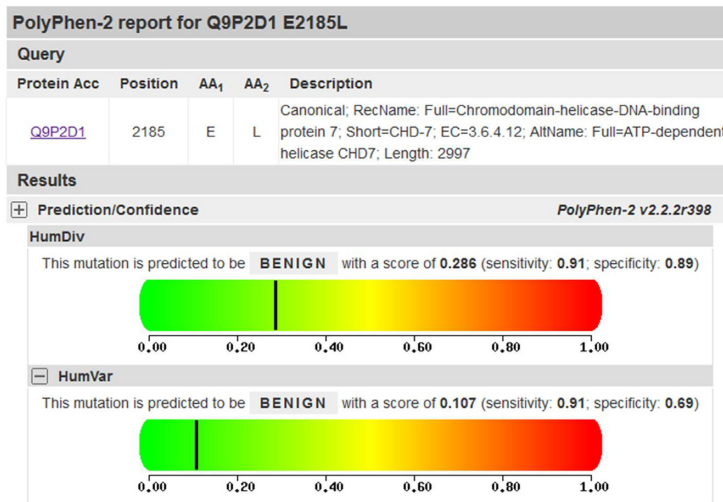 PolyPhen-2 report for Q9P2D1 E2185L
Query
Protein Acc Position AA1 AA2 Description
Q9P2D1 2185 E L Canonical; RecName: Full=Chromodomain-helicase-DNA-binding
protein 7; Short=CHD-7; EC=3.6.4.12; AltName: Full=ATP-dependent
helicase CHD7; Length: 2997
Results
Prediction/Confidence PolyPhen-2 v2.2.2r398
HumDiv
This mutation is predicted to be BENIGN with a score of 0.286 (sensitivity: 0.91; specificity: 0.89)
0.00 0.20 0.40 0.60 0.80 1.00
HumVar
This mutation is predicted to be BENIGN with a score of 0.107 (sensitivity: 0.91; specificity: 0.69)
0.00 0.20 0.40 0.60 0.80 1.00